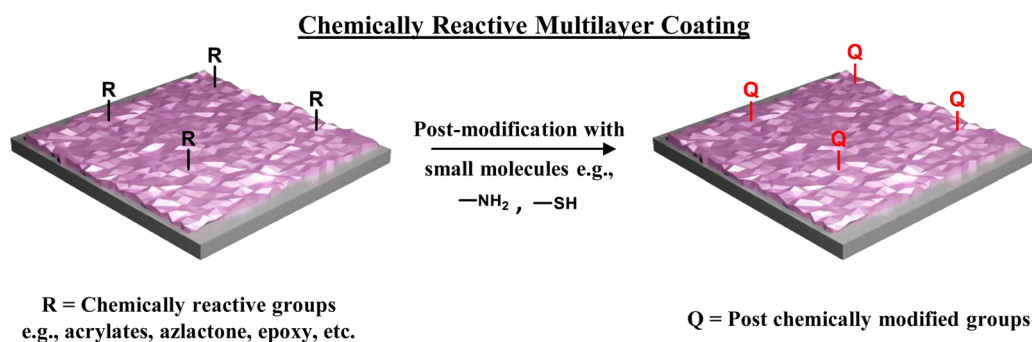 Chemically Reactive Multilayer Coating
R
R
R
R
Post-modification with
small molecules e.g.,
—NH₂ , —SH
Q
Q
Q
Q
R = Chemically reactive groups
e.g., acrylates, azlactone, epoxy, etc.
Q = Post chemically modified groups